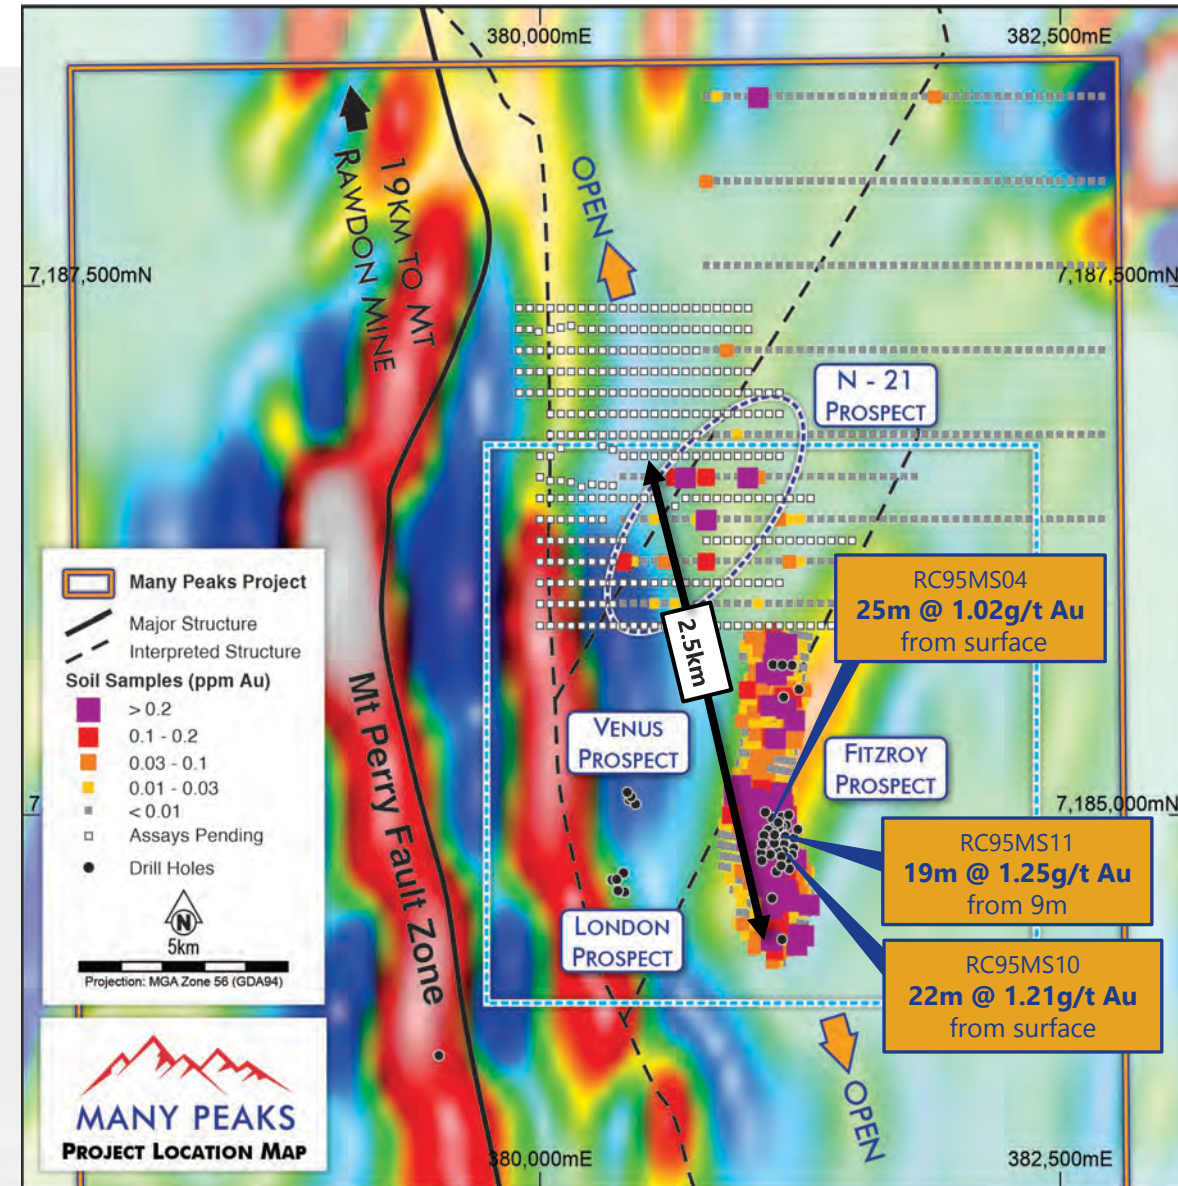 380,000mE
382,500mE
OPEN
19KM TO MT
RAWDON MINE
7,187,500mN
7,187,500mN
N - 21
PROSPECT
Many Peaks Project
Major Structure
Interpreted Structure
Soil Samples (ppm Au)
> 0.2
0.1 - 0.2
0.03 - 0.1
0.01 - 0.03
< 0.01
Assays Pending
Drill Holes
N
5km
Projection: MGA Zone 56 (GDA94)
RC95MS04
25m @ 1.02g/t Au
from surface
2.5km
Mt Perry Fault Zone
VENUS
PROSPECT
FITZROY
PROSPECT
7
7,185,000mN
RC95MS11
19m @ 1.25g/t Au
from 9m
LONDON
PROSPECT
RC95MS10
22m @ 1.21g/t Au
from surface
OPEN
MANY PEAKS
PROJECT LOCATION MAP
380,000mE
382,500mE